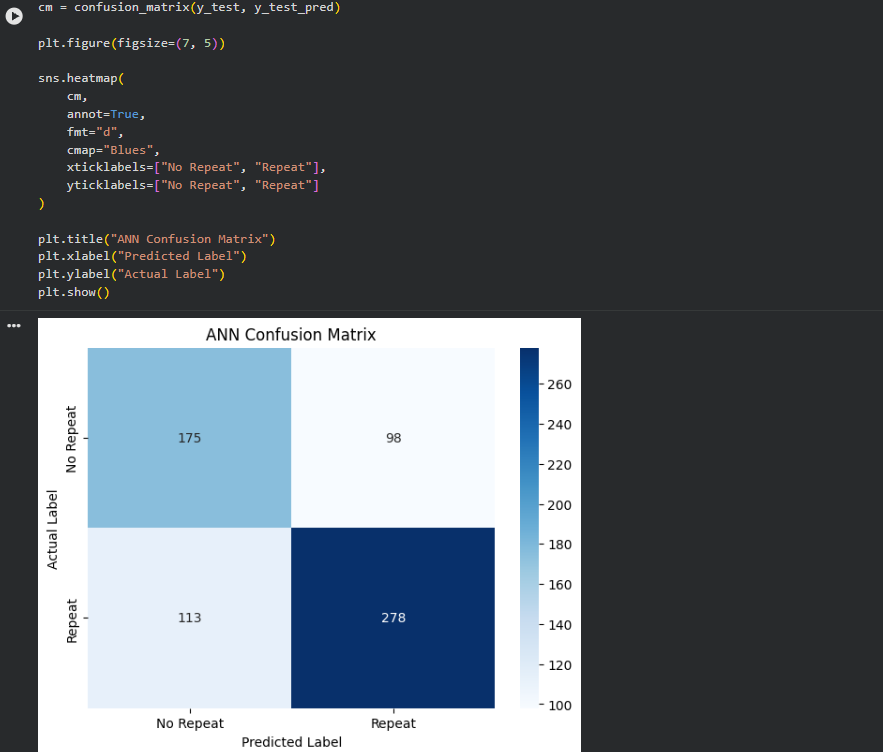 cm = confusion_matrix(y_test, y_test_pred)
plt.figure(figsize=(7, 5))
sns.heatmap(
    cm,
    annot=True,
    fmt="d",
    cmap="Blues",
    xticklabels=["No Repeat", "Repeat"],
    yticklabels=["No Repeat", "Repeat"]
)
plt.title("ANN Confusion Matrix")
plt.xlabel("Predicted Label")
plt.ylabel("Actual Label")
plt.show()
ANN Confusion Matrix
Actual Label
No Repeat
175
98
Repeat
113
278
No Repeat
Repeat
Predicted Label
260
240
220
200
180
160
140
120
100